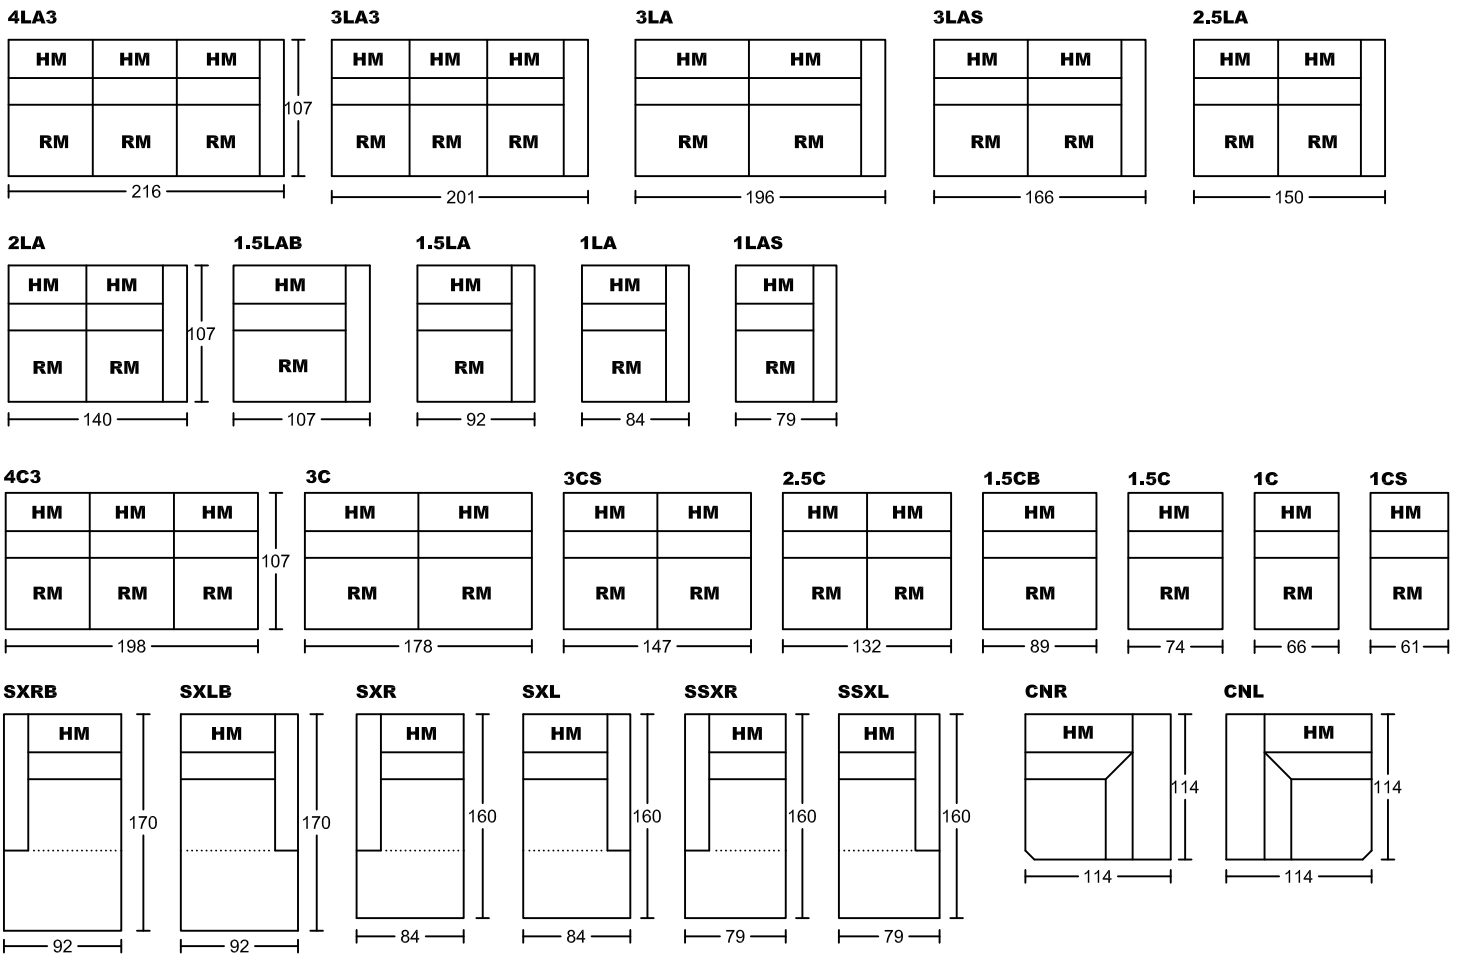 4LA3 3LA3 3LA 3LAS 2.5LA
HM HM HM HM HM HM HM HM HM HM HM HM
107
RM RM RM RM RM RM RM RM RM RM RM RM
216 201 196 166 150
2LA 1.5LAB 1.5LA 1LA 1LAS
HM HM HM HM HM HM
107
RM RM RM RM RM RM
140 107 92 84 79
4C3 3C 3CS 2.5C 1.5CB 1.5C 1C 1CS
HM HM HM HM HM HM HM HM HM HM HM HM HM
107
RM RM RM RM RM RM RM RM RM RM RM RM RM
198 178 147 132 89 74 66 61
SXRB SXLB SXR SXL SSXR SSXL CNR CNL
HM HM HM HM HM HM HM HM
114 114
170 170 160 160 160 160
114 114
92 92 84 84 79 79